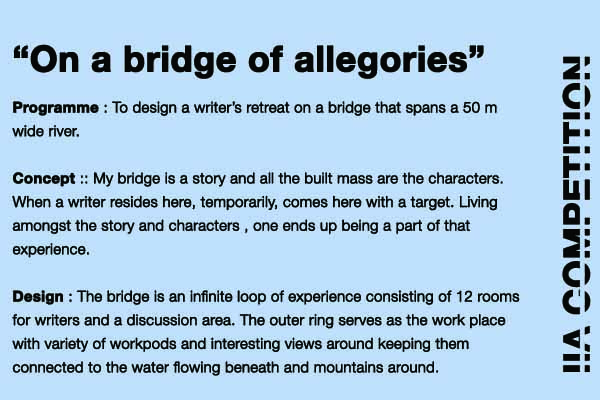 “On a bridge of allegories”
Programme : To design a writer’s retreat on a bridge that spans a 50 m
wide river.
Concept :: My bridge is a story and all the built mass are the characters.
When a writer resides here, temporarily, comes here with a target. Living
amongst the story and characters , one ends up being a part of that
experience.
Design : The bridge is an infinite loop of experience consisting of 12 rooms
for writers and a discussion area. The outer ring serves as the work place
with variety of workpods and interesting views around keeping them
connected to the water flowing beneath and mountains around.
IIA COMPETITION